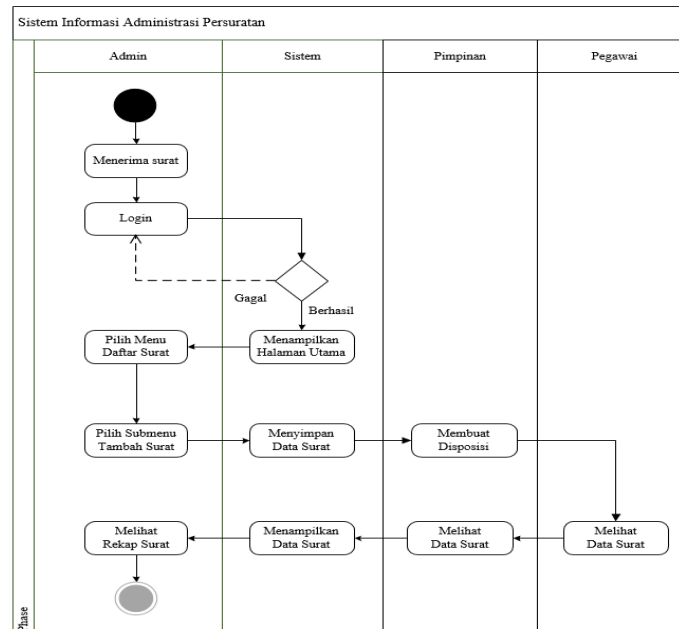 Sistem Informasi Administrasi Persuratan
Admin
Sistem
Pimpinan
Pegawai
Menerima surat
Login
Gagal
Berhasil
Pilih Menu
Daftar Surat
Menampilkan
Halaman Utama
Pilih Submenu
Tambah Surat
Menyimpan
Data Surat
Membuat
Disposisi
Melihat
Rekap Surat
Menampilkan
Data Surat
Melihat
Data Surat
Melihat
Data Surat
Phase